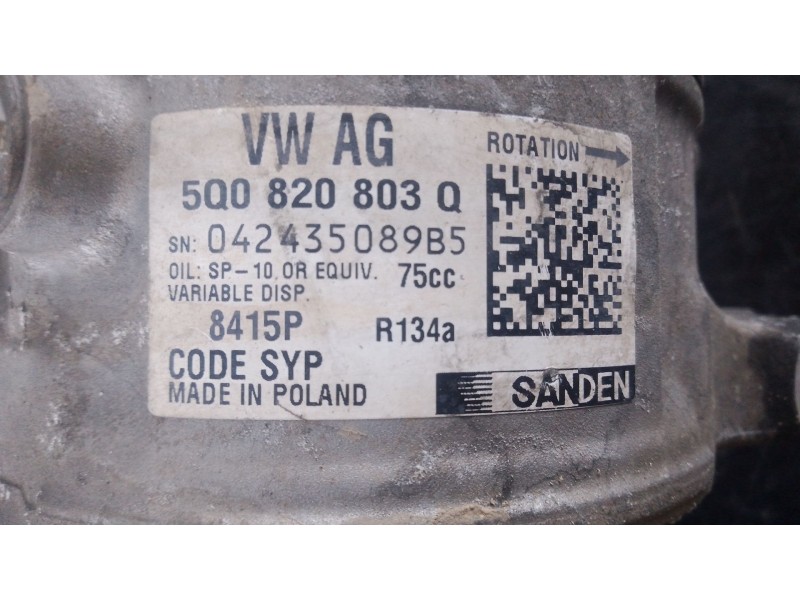 VW AG
ROTATION
5Q0 820 803 Q
SN: 042435089B5
OIL: SP-10, OR EQUIV. 75cc
VARIABLE DISP.
8415P R134a
CODE SYP
MADE IN POLAND
SANDEN